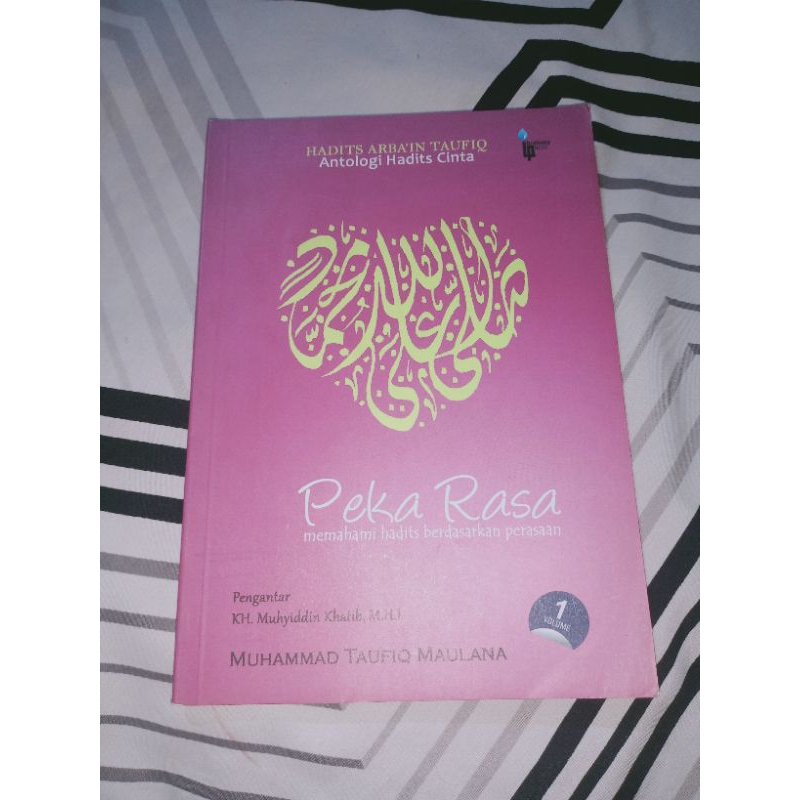 HADITS ARBA'IN TAUFIQ
Antologi Hadits Cinta
صلى الله على محمد
Peka Rasa
memahami hadits berdasarkan perasaan
Pengantar
KH. Muhyiddin Khatib, M.H.I
1
VOLUME
MUHAMMAD TAUFIQ MAULANA